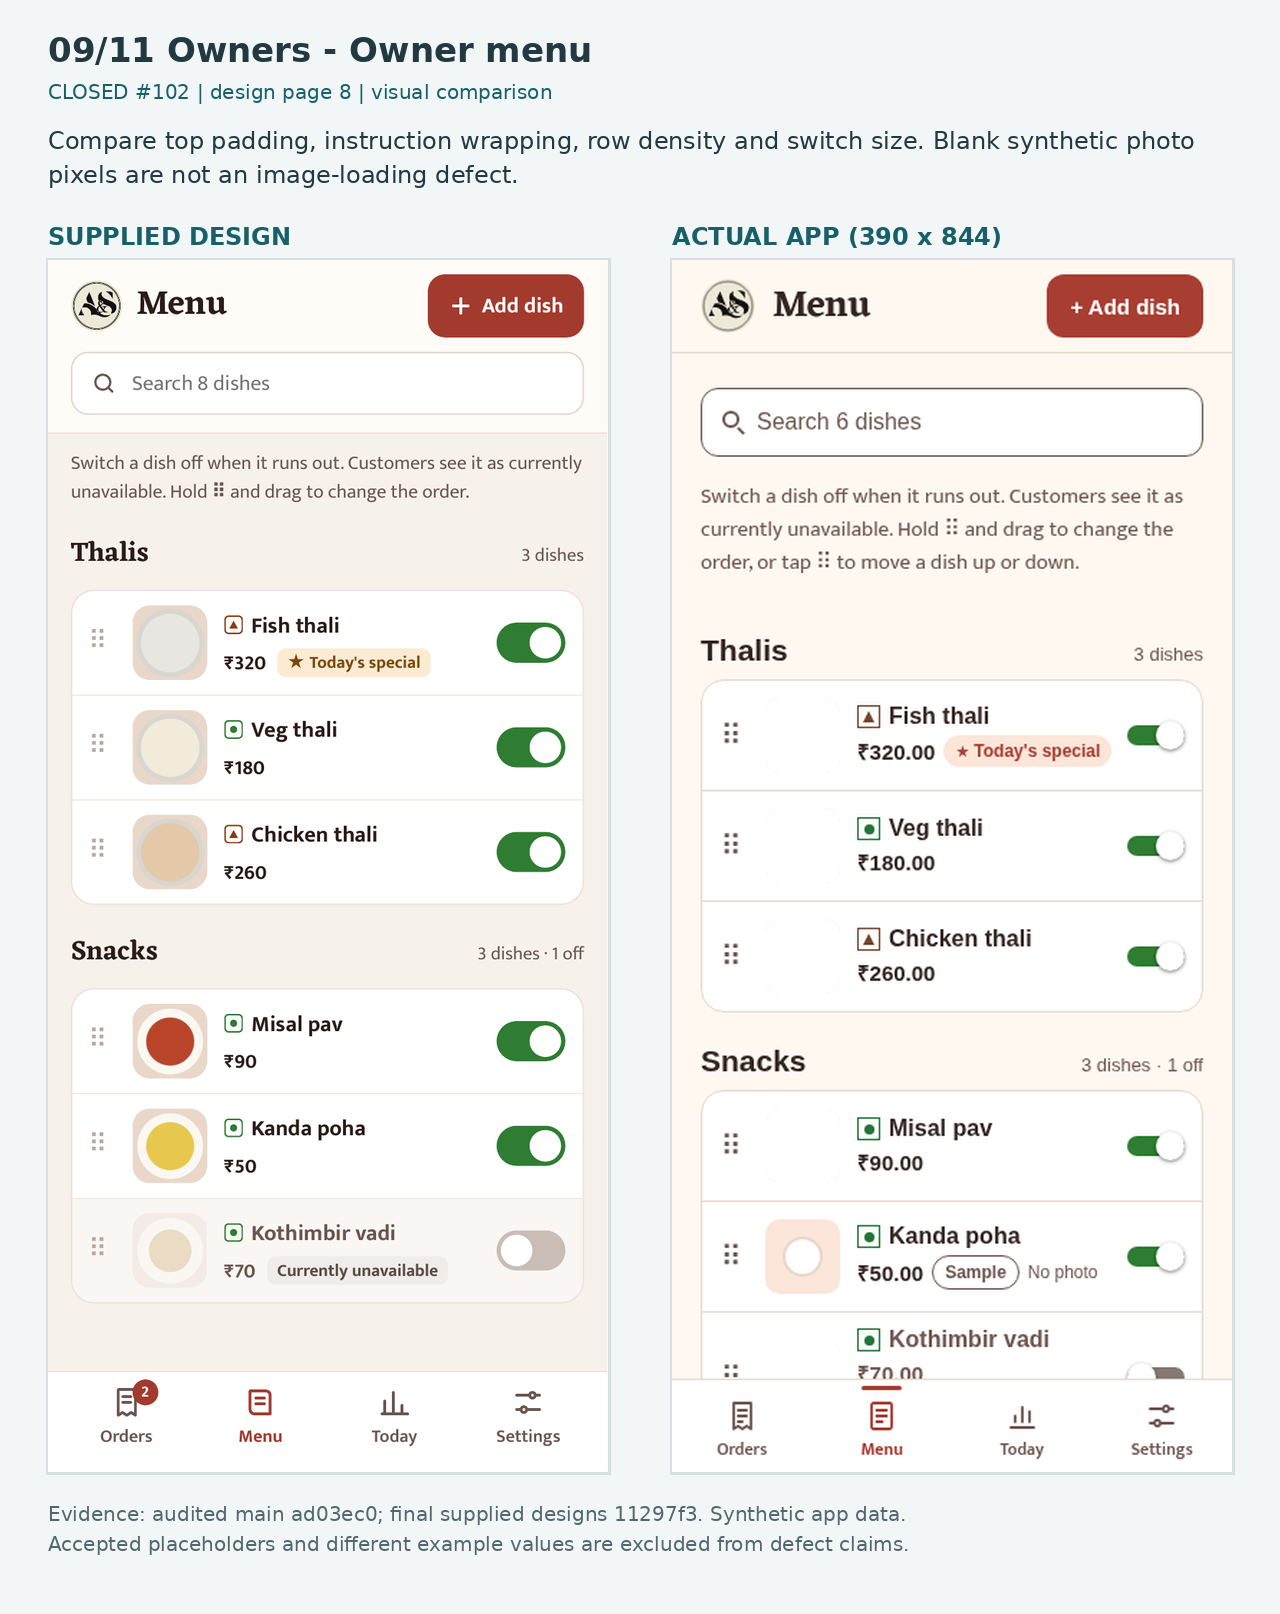 09/11 Owners - Owner menu
CLOSED #102 | design page 8 | visual comparison
Compare top padding, instruction wrapping, row density and switch size. Blank synthetic photo
pixels are not an image-loading defect.
SUPPLIED DESIGN
A&S Menu
+ Add dish
Search 8 dishes
Switch a dish off when it runs out. Customers see it as currently
unavailable. Hold ⠿ and drag to change the order.
Thalis
3 dishes
Fish thali
₹320 ★ Today's special
Veg thali
₹180
Chicken thali
₹260
Snacks
3 dishes · 1 off
Misal pav
₹90
Kanda poha
₹50
Kothimbir vadi
₹70 Currently unavailable
2
Orders
Menu
Today
Settings
ACTUAL APP (390 x 844)
A&S Menu
+ Add dish
Search 6 dishes
Switch a dish off when it runs out. Customers see it as
currently unavailable. Hold ⠿ and drag to change the
order, or tap ⠿ to move a dish up or down.
Thalis
3 dishes
Fish thali
₹320.00 ★ Today's special
Veg thali
₹180.00
Chicken thali
₹260.00
Snacks
3 dishes · 1 off
Misal pav
₹90.00
Kanda poha
₹50.00 Sample No photo
Kothimbir vadi
₹70.00
Orders
Menu
Today
Settings
Evidence: audited main ad03ec0; final supplied designs 11297f3. Synthetic app data.
Accepted placeholders and different example values are excluded from defect claims.